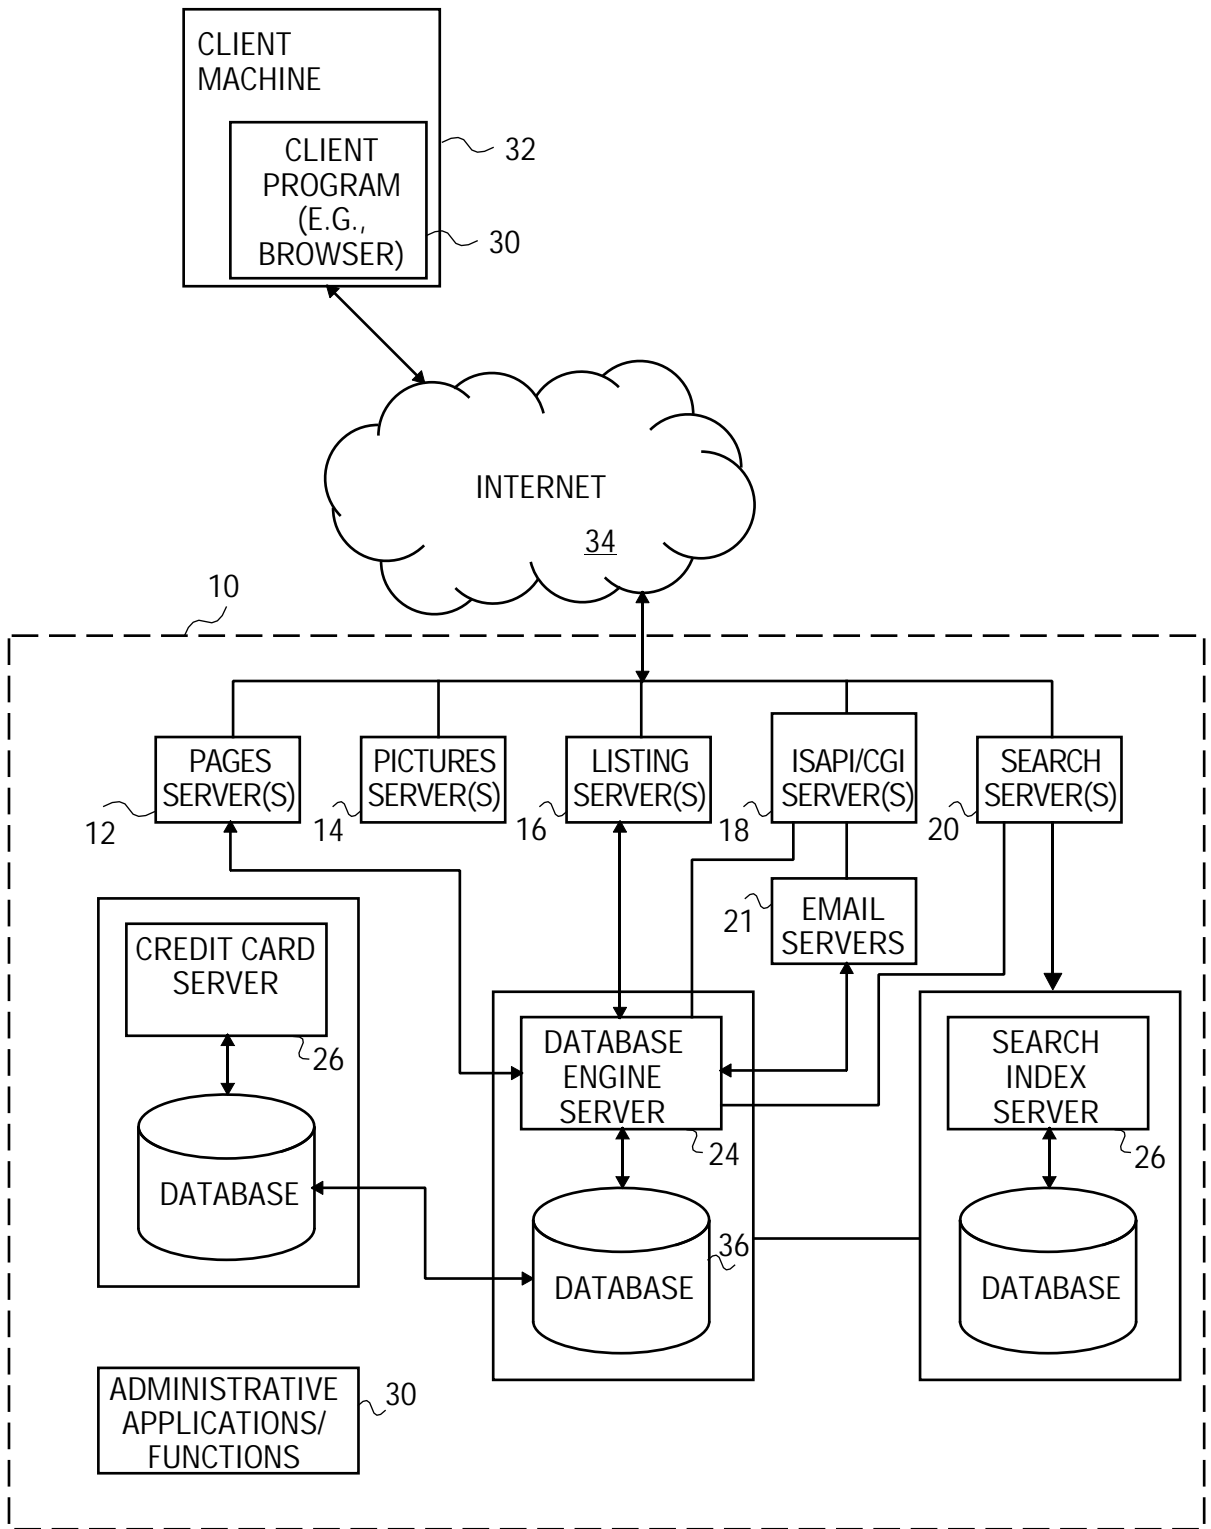 CLIENT
MACHINE
CLIENT
PROGRAM
(E.G.,
BROWSER)
32
30
INTERNET
34
10
PAGES
SERVER(S)
12
PICTURES
SERVER(S)
14
LISTING
SERVER(S)
16
ISAPI/CGI
SERVER(S)
18
SEARCH
SERVER(S)
20
EMAIL
SERVERS
21
CREDIT CARD
SERVER
26
DATABASE
DATABASE
ENGINE
SERVER
24
DATABASE
36
SEARCH
INDEX
SERVER
26
DATABASE
ADMINISTRATIVE
APPLICATIONS/
FUNCTIONS
30